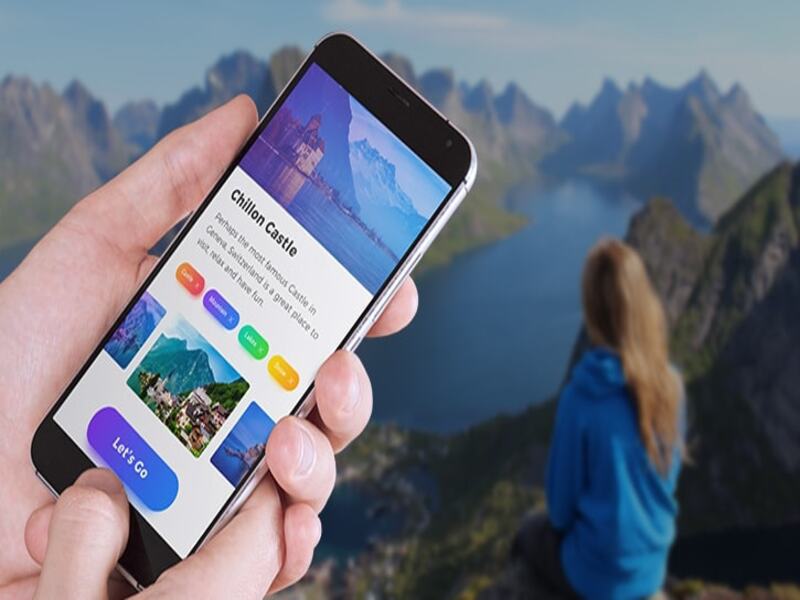 Chillon Castle
Perhaps the most famous Castle in
Geneva, Switzerland is a great place to
visit, relax and have fun.
Castle X
Mountain X
Lakes X
Snow X
Let's Go